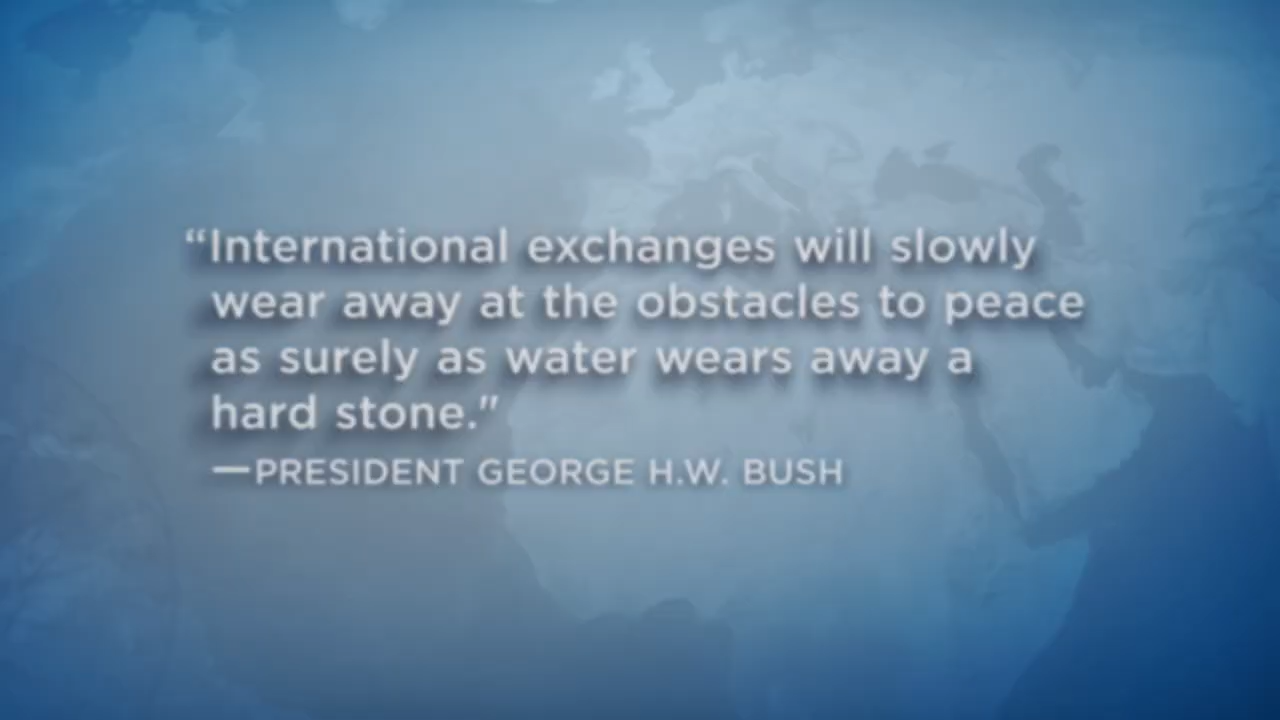 “International exchanges will slowly
wear away at the obstacles to peace
as surely as water wears away a
hard stone."
—PRESIDENT GEORGE H.W. BUSH